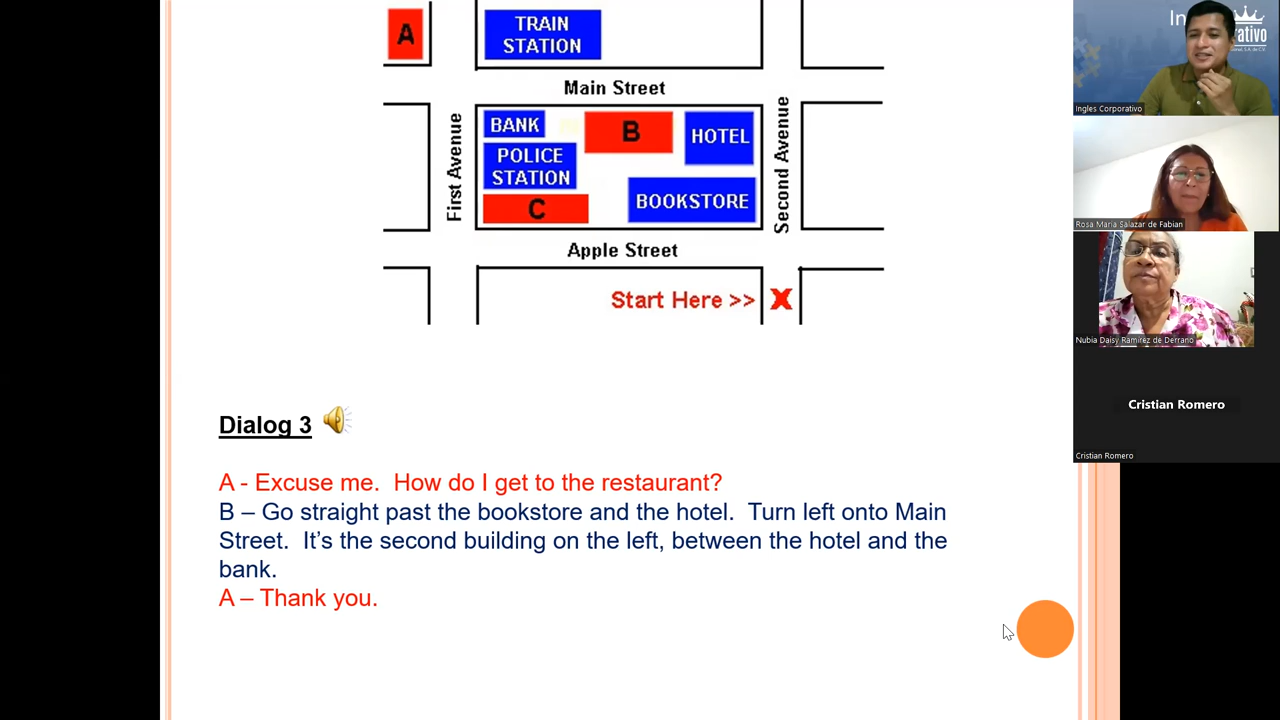 A
TRAIN
STATION
Main Street
First Avenue
BANK
B
HOTEL
POLICE
STATION
C
BOOKSTORE
Second Avenue
Apple Street
Start Here >> X
Dialog 3
A - Excuse me.  How do I get to the restaurant?
B – Go straight past the bookstore and the hotel.  Turn left onto Main
Street.  It's the second building on the left, between the hotel and the
bank.
A – Thank you.
Ingles Corporativo
Rosa Maria Salazar de Fabian
Nubia Daisy Ramirez de Derrano
Cristian Romero
Cristian Romero